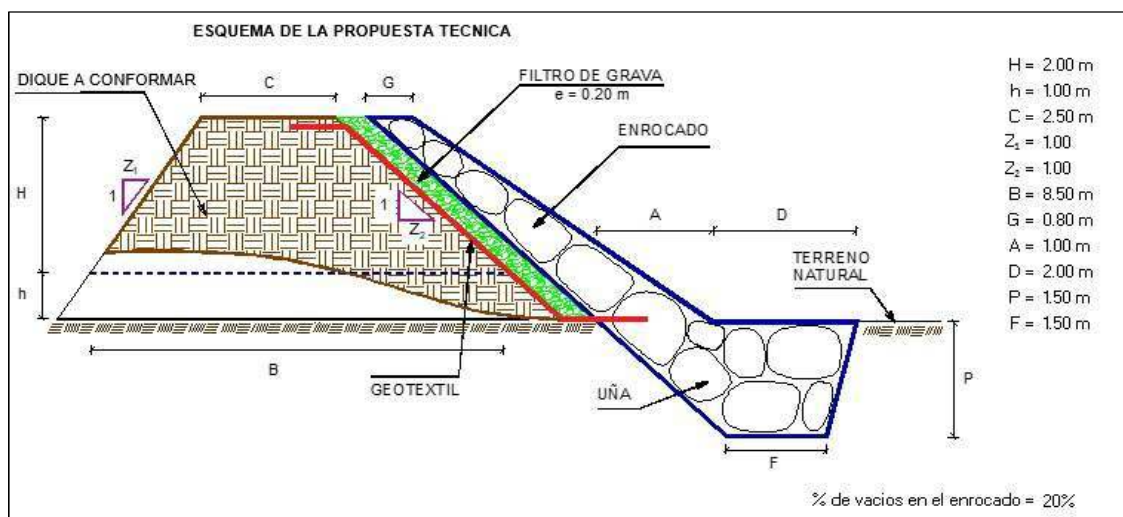 ESQUEMA DE LA PROPUESTA TECNICA
DIQUE A CONFORMAR
C
G
FILTRO DE GRAVA
e = 0.20 m
ENROCADO
Z₁
1
H
h
1
Z₂
A
D
TERRENO
NATURAL
B
GEOTEXTIL
UÑA
P
F
H = 2.00 m
h = 1.00 m
C = 2.50 m
Z₁ = 1.00
Z₂ = 1.00
B = 8.50 m
G = 0.80 m
A = 1.00 m
D = 2.00 m
P = 1.50 m
F = 1.50 m
% de vacios en el enrocado = 20%